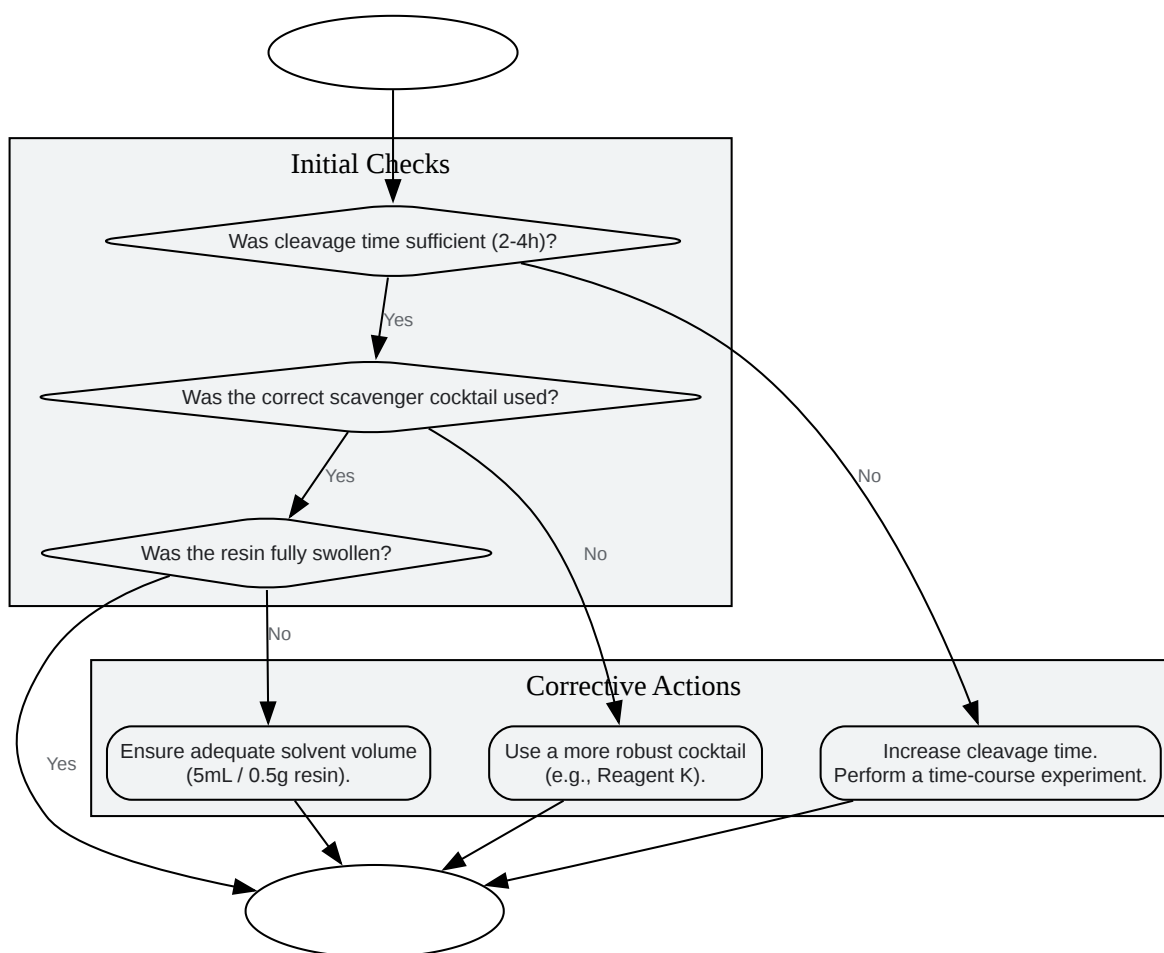 Initial Checks
Was cleavage time sufficient (2-4h)?
Yes
Was the correct scavenger cocktail used?
Yes
No
Was the resin fully swollen?
No
No
Yes
Corrective Actions
Ensure adequate solvent volume
(5mL / 0.5g resin).
Use a more robust cocktail
(e.g., Reagent K).
Increase cleavage time.
Perform a time-course experiment.